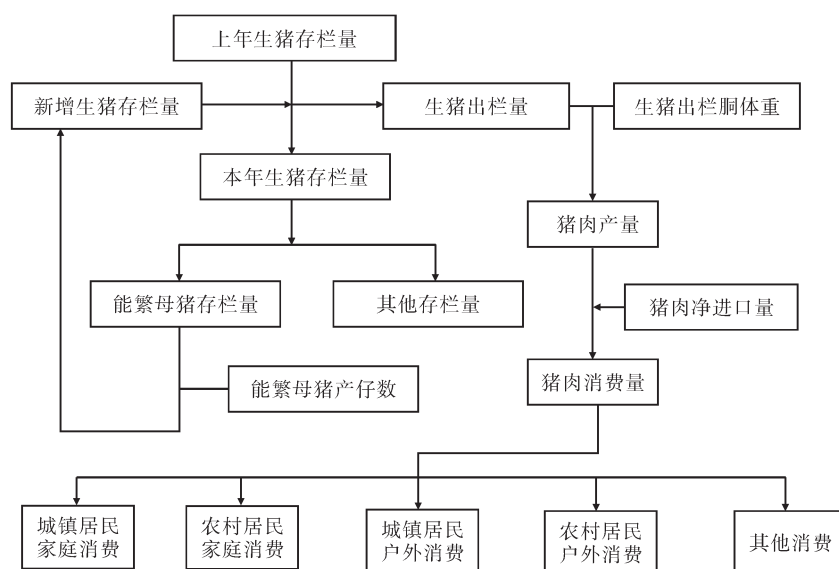 上年生猪存栏量
新增生猪存栏量
生猪出栏量
生猪出栏胴体重
本年生猪存栏量
猪肉产量
能繁母猪存栏量
其他存栏量
猪肉净进口量
能繁母猪产仔数
猪肉消费量
城镇居民
家庭消费
农村居民
家庭消费
城镇居民
户外消费
农村居民
户外消费
其他消费